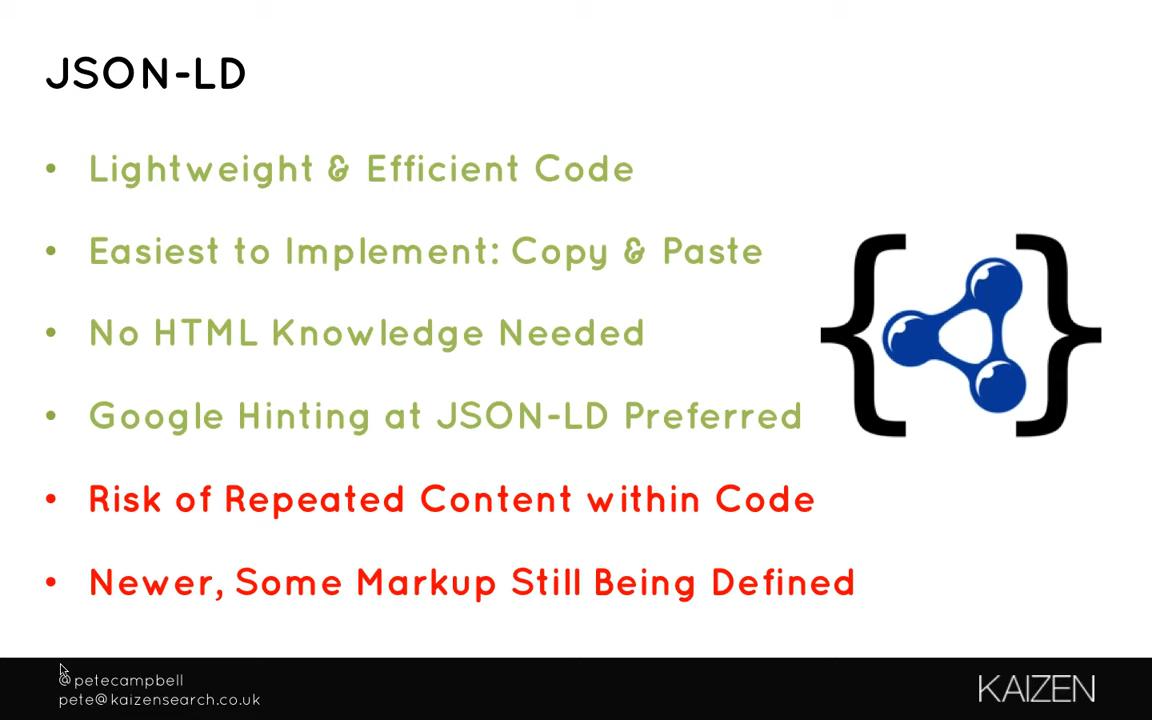 JSON-LD
• Lightweight & Efficient Code
• Easiest to Implement: Copy & Paste
• No HTML Knowledge Needed
• Google Hinting at JSON-LD Preferred
• Risk of Repeated Content within Code
• Newer, Some Markup Still Being Defined
@petecampbell
pete@kaizensearch.co.uk
KAIZEN